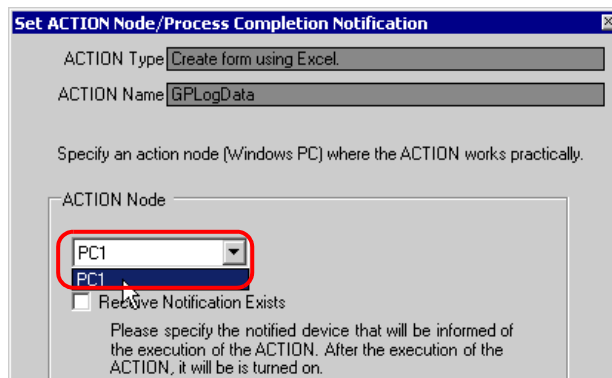 Set ACTION Node/Process Completion Notification
ACTION Type Create form using Excel.
ACTION Name GPLogData
Specify an action node (Windows PC) where the ACTION works practically.
ACTION Node
PC1
PC1
Receive Notification Exists
Please specify the notified device that will be informed of
the execution of the ACTION. After the execution of the
ACTION, it will be is turned on.